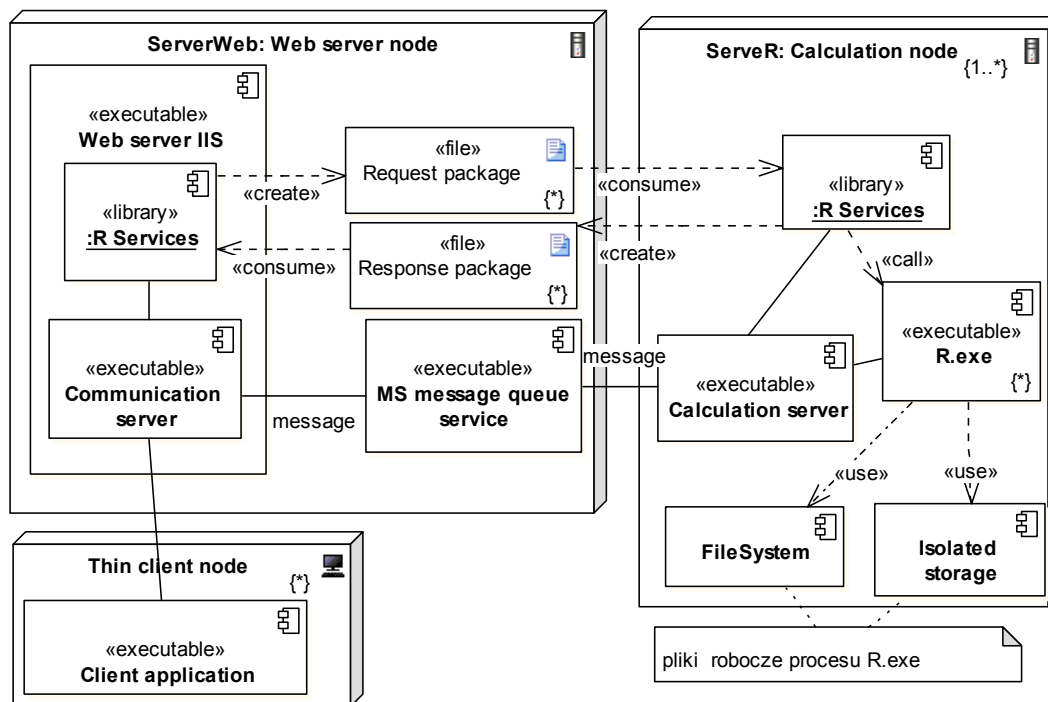 ServerWeb: Web server node
«executable»
Web server IIS
«library»
:R Services
«create»
«file»
Request package
{*}
«consume»
«file»
Response package
{*}
«consume»
«create»
«executable»
Communication
server
message
«executable»
MS message queue
service
message
Thin client node
{*}
«executable»
Client application
ServeR: Calculation node
{1..*}
«library»
:R Services
«call»
«executable»
R.exe
{*}
«executable»
Calculation server
«use»
«use»
FileSystem
Isolated
storage
pliki robocze procesu R.exe